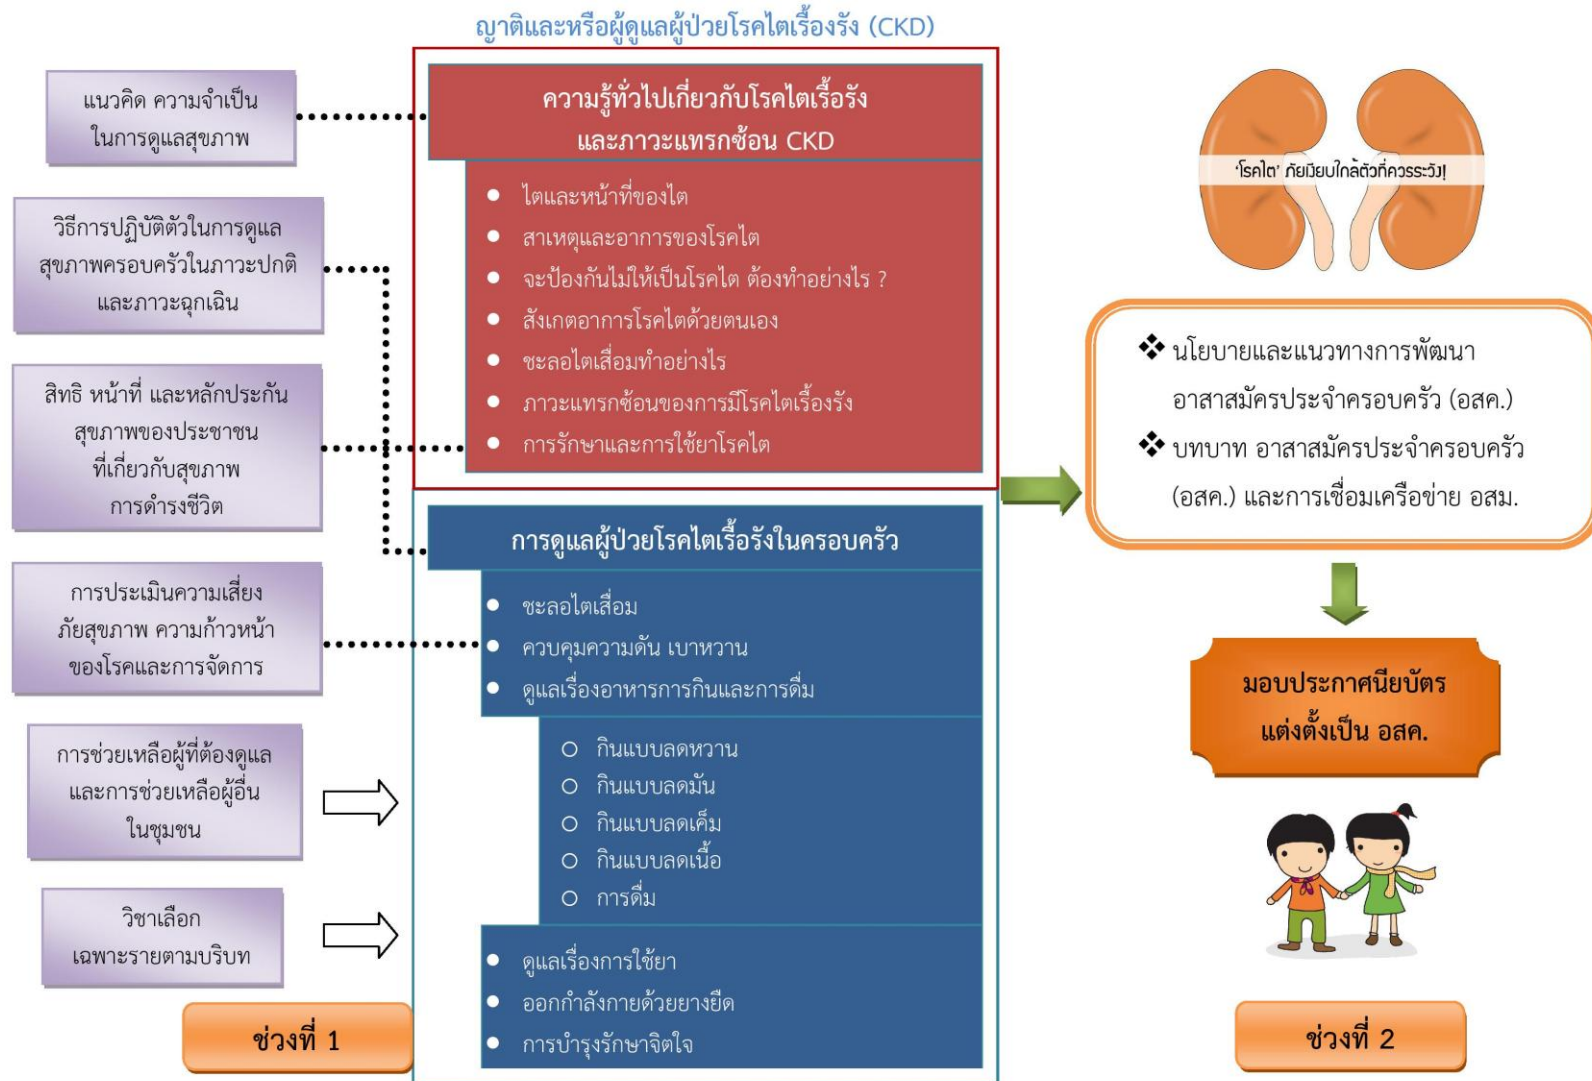 ญาติและหรือผู้ดูแลผู้ป่วยโรคไตเรื้องรัง (CKD)
แนวคิด ความจำเป็น
ในการดูแลสุขภาพ
วิธีการปฏิบัติตัวในการดูแล
สุขภาพครอบครัวในภาวะปกติ
และภาวะฉุกเฉิน
สิทธิ หน้าที่ และหลักประกัน
สุขภาพของประชาชน
ที่เกี่ยวกับสุขภาพ
การดำรงชีวิต
การประเมินความเสี่ยง
ภัยสุขภาพ ความก้าวหน้า
ของโรคและการจัดการ
การช่วยเหลือผู้ที่ต้องดูแล
และการช่วยเหลือผู้อื่น
ในชุมชน
วิชาเลือก
เฉพาะรายตามบริบท
ช่วงที่ 1
ความรู้ทั่วไปเกี่ยวกับโรคไตเรื้อรัง
และภาวะแทรกซ้อน CKD
● ไตและหน้าที่ของไต
● สาเหตุและอาการของโรคไต
● จะป้องกันไม่ให้เป็นโรคไต ต้องทำอย่างไร ?
● สังเกตอาการโรคไตด้วยตนเอง
● ชะลอไตเสื่อมทำอย่างไร
● ภาวะแทรกซ้อนของการมีโรคไตเรื้องรัง
● การรักษาและการใช้ยาโรคไต
การดูแลผู้ป่วยโรคไตเรื้อรังในครอบครัว
● ชะลอไตเสื่อม
● ควบคุมความดัน เบาหวาน
● ดูแลเรื่องอาหารการกินและการดื่ม
○ กินแบบลดหวาน
○ กินแบบลดมัน
○ กินแบบลดเค็ม
○ กินแบบลดเนื้อ
○ การดื่ม
● ดูแลเรื่องการใช้ยา
● ออกกำลังกายด้วยยางยืด
● การบำรุงรักษาจิตใจ
'โรคไต' ภัยเงียบใกล้ตัวที่ควรระวัง!
❖ นโยบายและแนวทางการพัฒนา
อาสาสมัครประจำครอบครัว (อสค.)
❖ บทบาท อาสาสมัครประจำครอบครัว
(อสค.) และการเชื่อมเครือข่าย อสม.
มอบประกาศนียบัตร
แต่งตั้งเป็น อสค.
ช่วงที่ 2